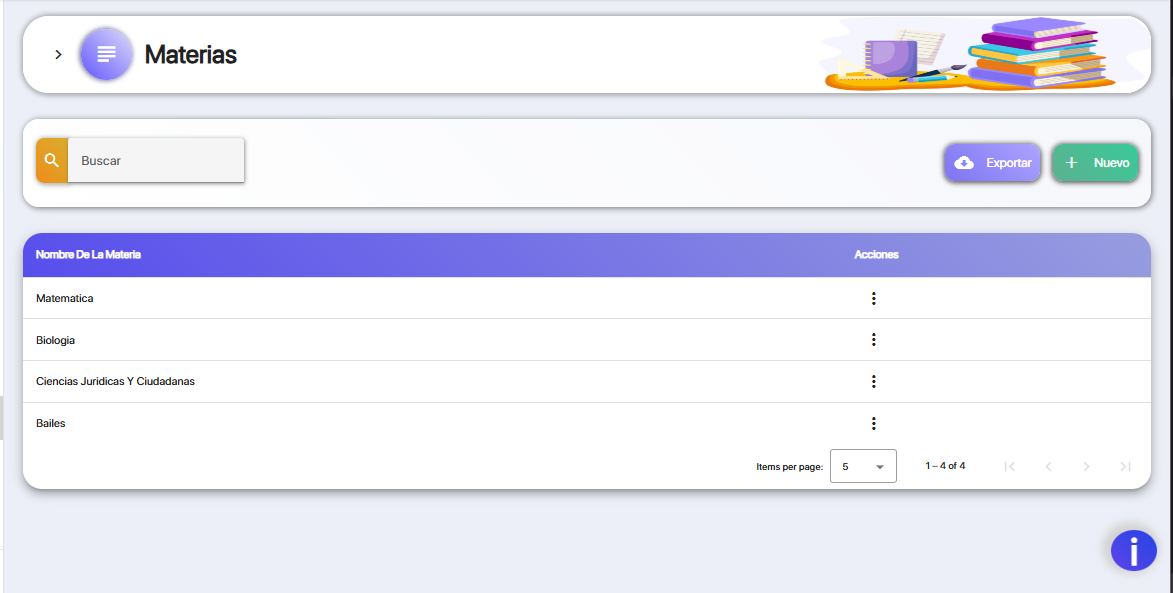 Materias
Buscar
Exportar
Nuevo
Nombre De La Materia Acciones
Matematica
Biologia
Ciencias Juridicas Y Ciudadanas
Bailes
Items per page: 5 1 – 4 of 4